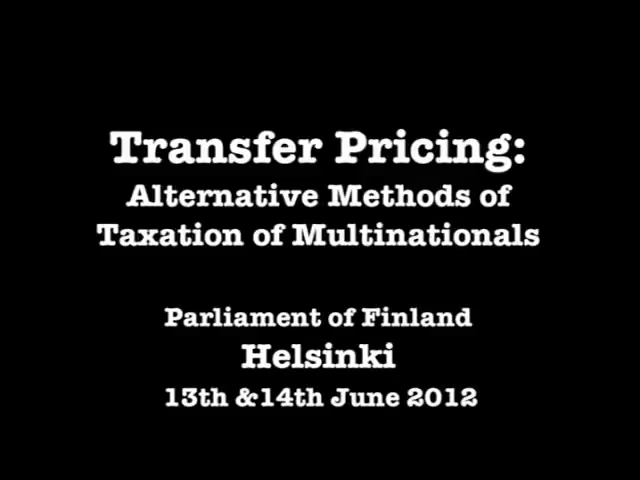 Transfer Pricing:
Alternative Methods of
Taxation of Multinationals
Parliament of Finland
Helsinki
13th &14th June 2012